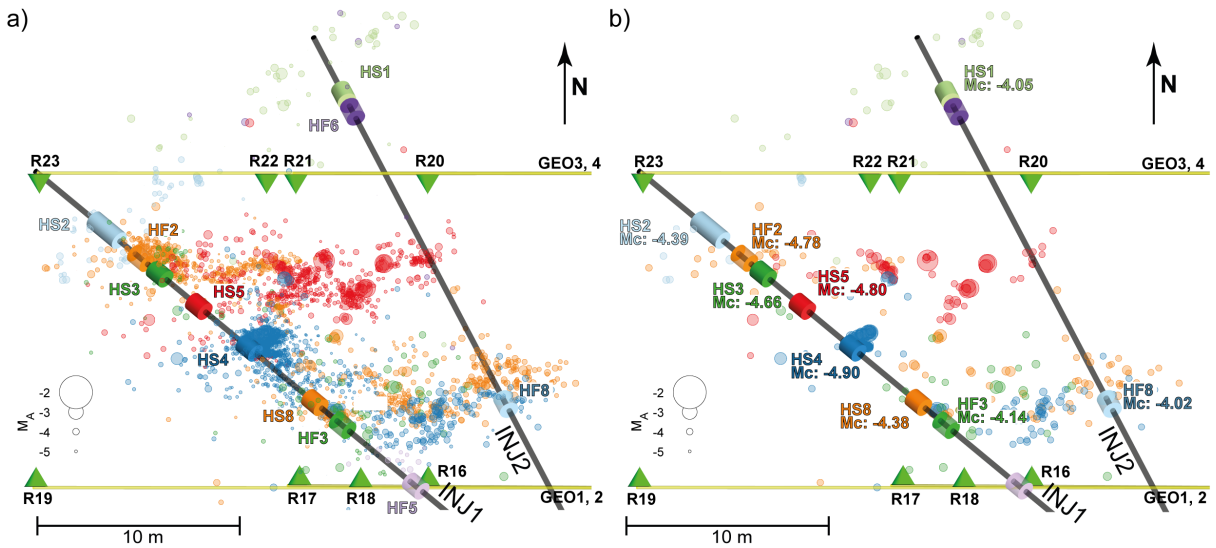 a)
HS1
N
HF6
R23
R22
R21
R20
GEO3, 4
HS2
HF2
HS3
HS5
HS4
HF8
HS8
HF3
-2
-3
-4
-5
M_A
INJ2
R16
R19
R17
R18
HF5
INJ1
GEO1, 2
10 m
b)
HS1
Mc: -4.05
N
R23
R22
R21
R20
GEO3, 4
HS2
Mc: -4.39
HF2
Mc: -4.78
HS3
Mc: -4.66
HS5
Mc: -4.80
HS4
Mc: -4.90
HF8
Mc: -4.02
HS8
Mc: -4.38
HF3
Mc: -4.14
-2
-3
-4
-5
M_A
INJ2
R16
R19
R17
R18
INJ1
GEO1, 2
10 m